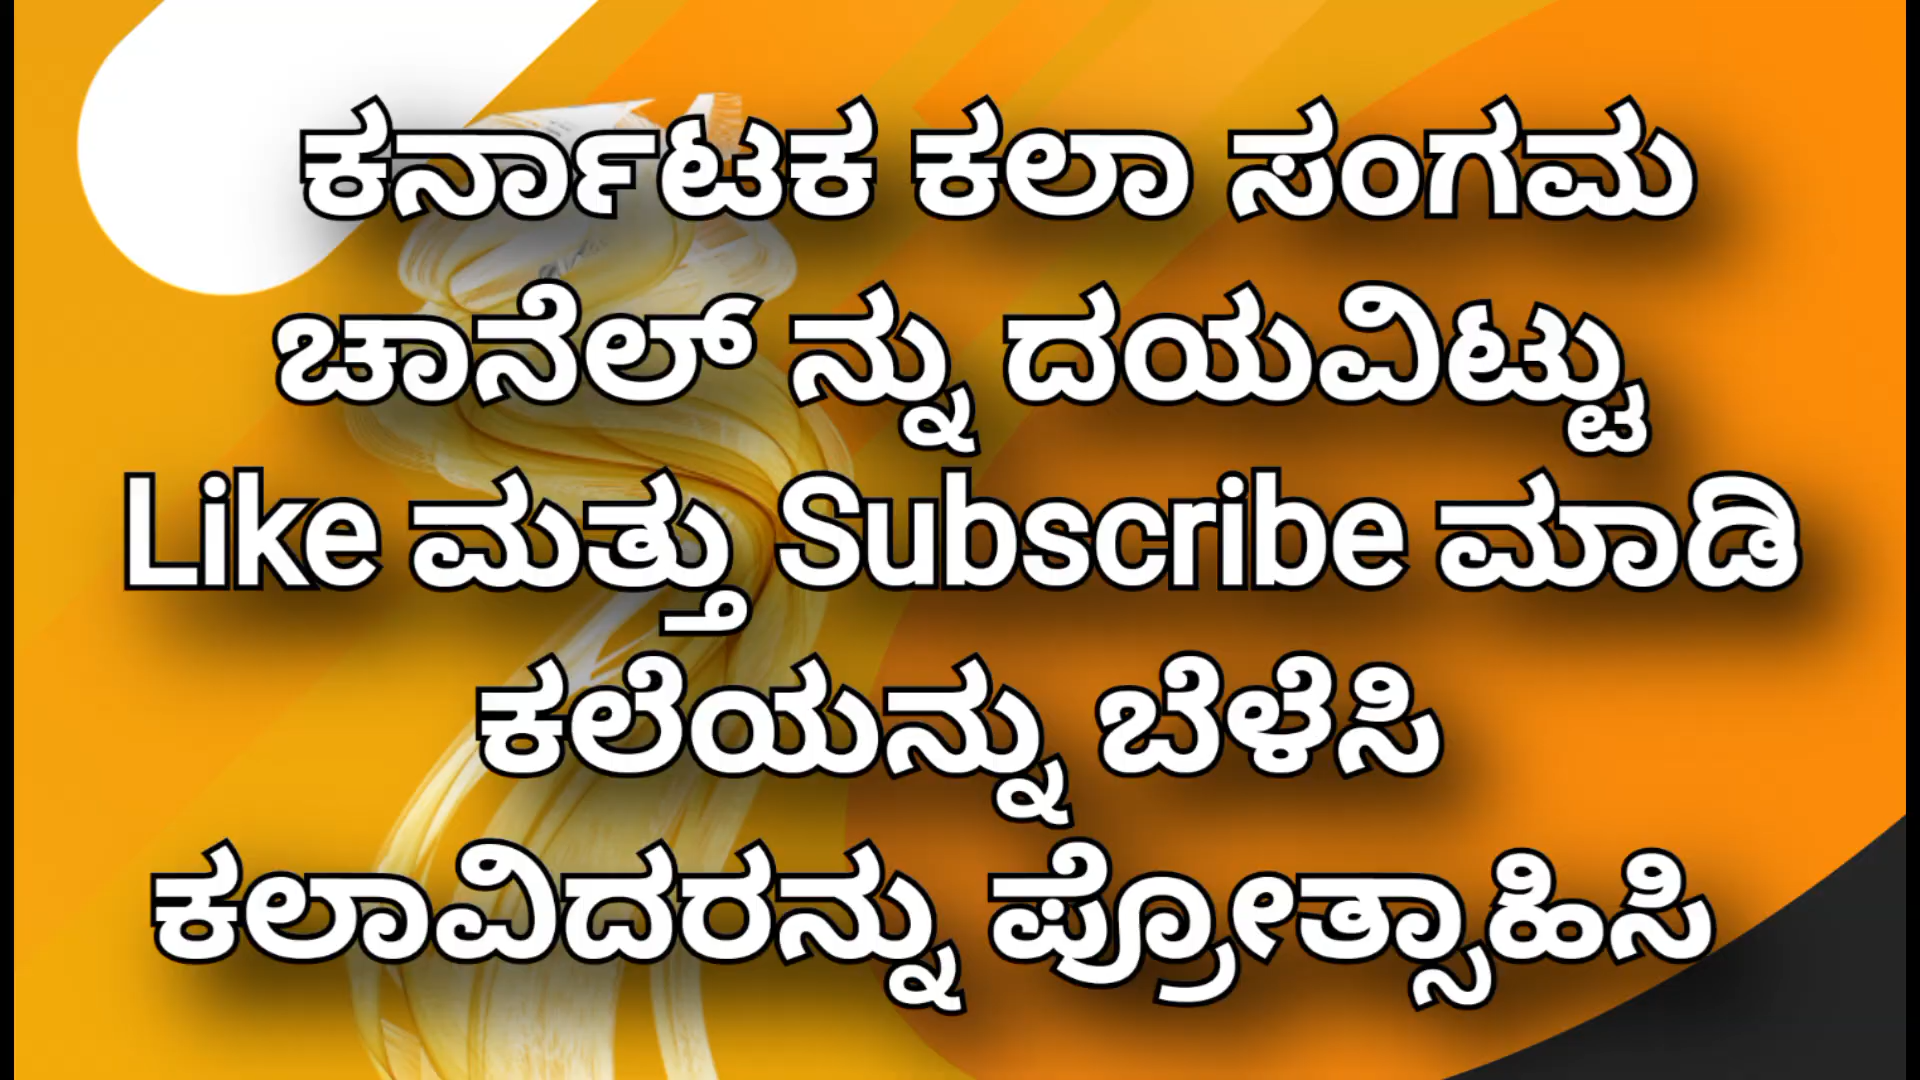 ಕರ್ನಾಟಕ ಕಲಾ ಸಂಗಮ
ಚಾನೆಲ್ ನ್ನು ದಯವಿಟ್ಟು
Like ಮತ್ತು Subscribe ಮಾಡಿ
ಕಲೆಯನ್ನು ಬೆಳೆಸಿ
ಕಲಾವಿದರನ್ನು ಪ್ರೋತ್ಸಾಹಿಸಿ